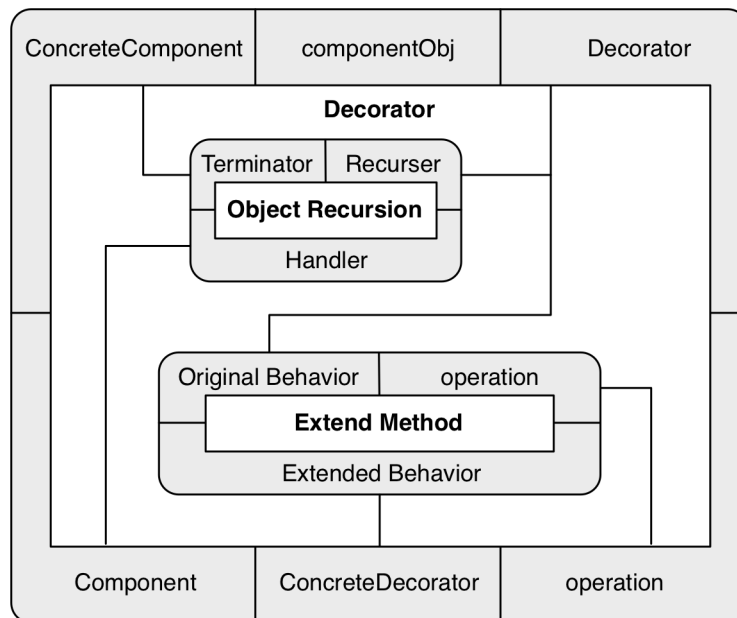 ConcreteComponent componentObj Decorator
Decorator
Terminator Recurser
Object Recursion
Handler
Original Behavior operation
Extend Method
Extended Behavior
Component ConcreteDecorator operation